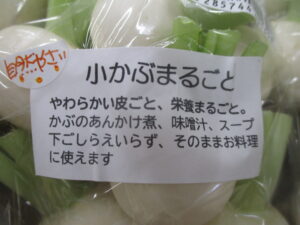 285744
旬だやさい
小かぶまるごと
やわらかい皮ごと、栄養まるごと。
かぶのあんかけ煮、味噌汁、スープ
下ごしらえいらず、そのままお料理
に使えます